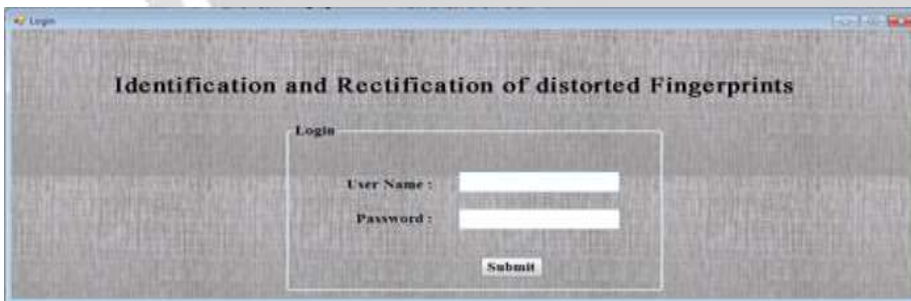 Login
Identification and Rectification of distorted Fingerprints
Login
User Name :
Password :
Submit